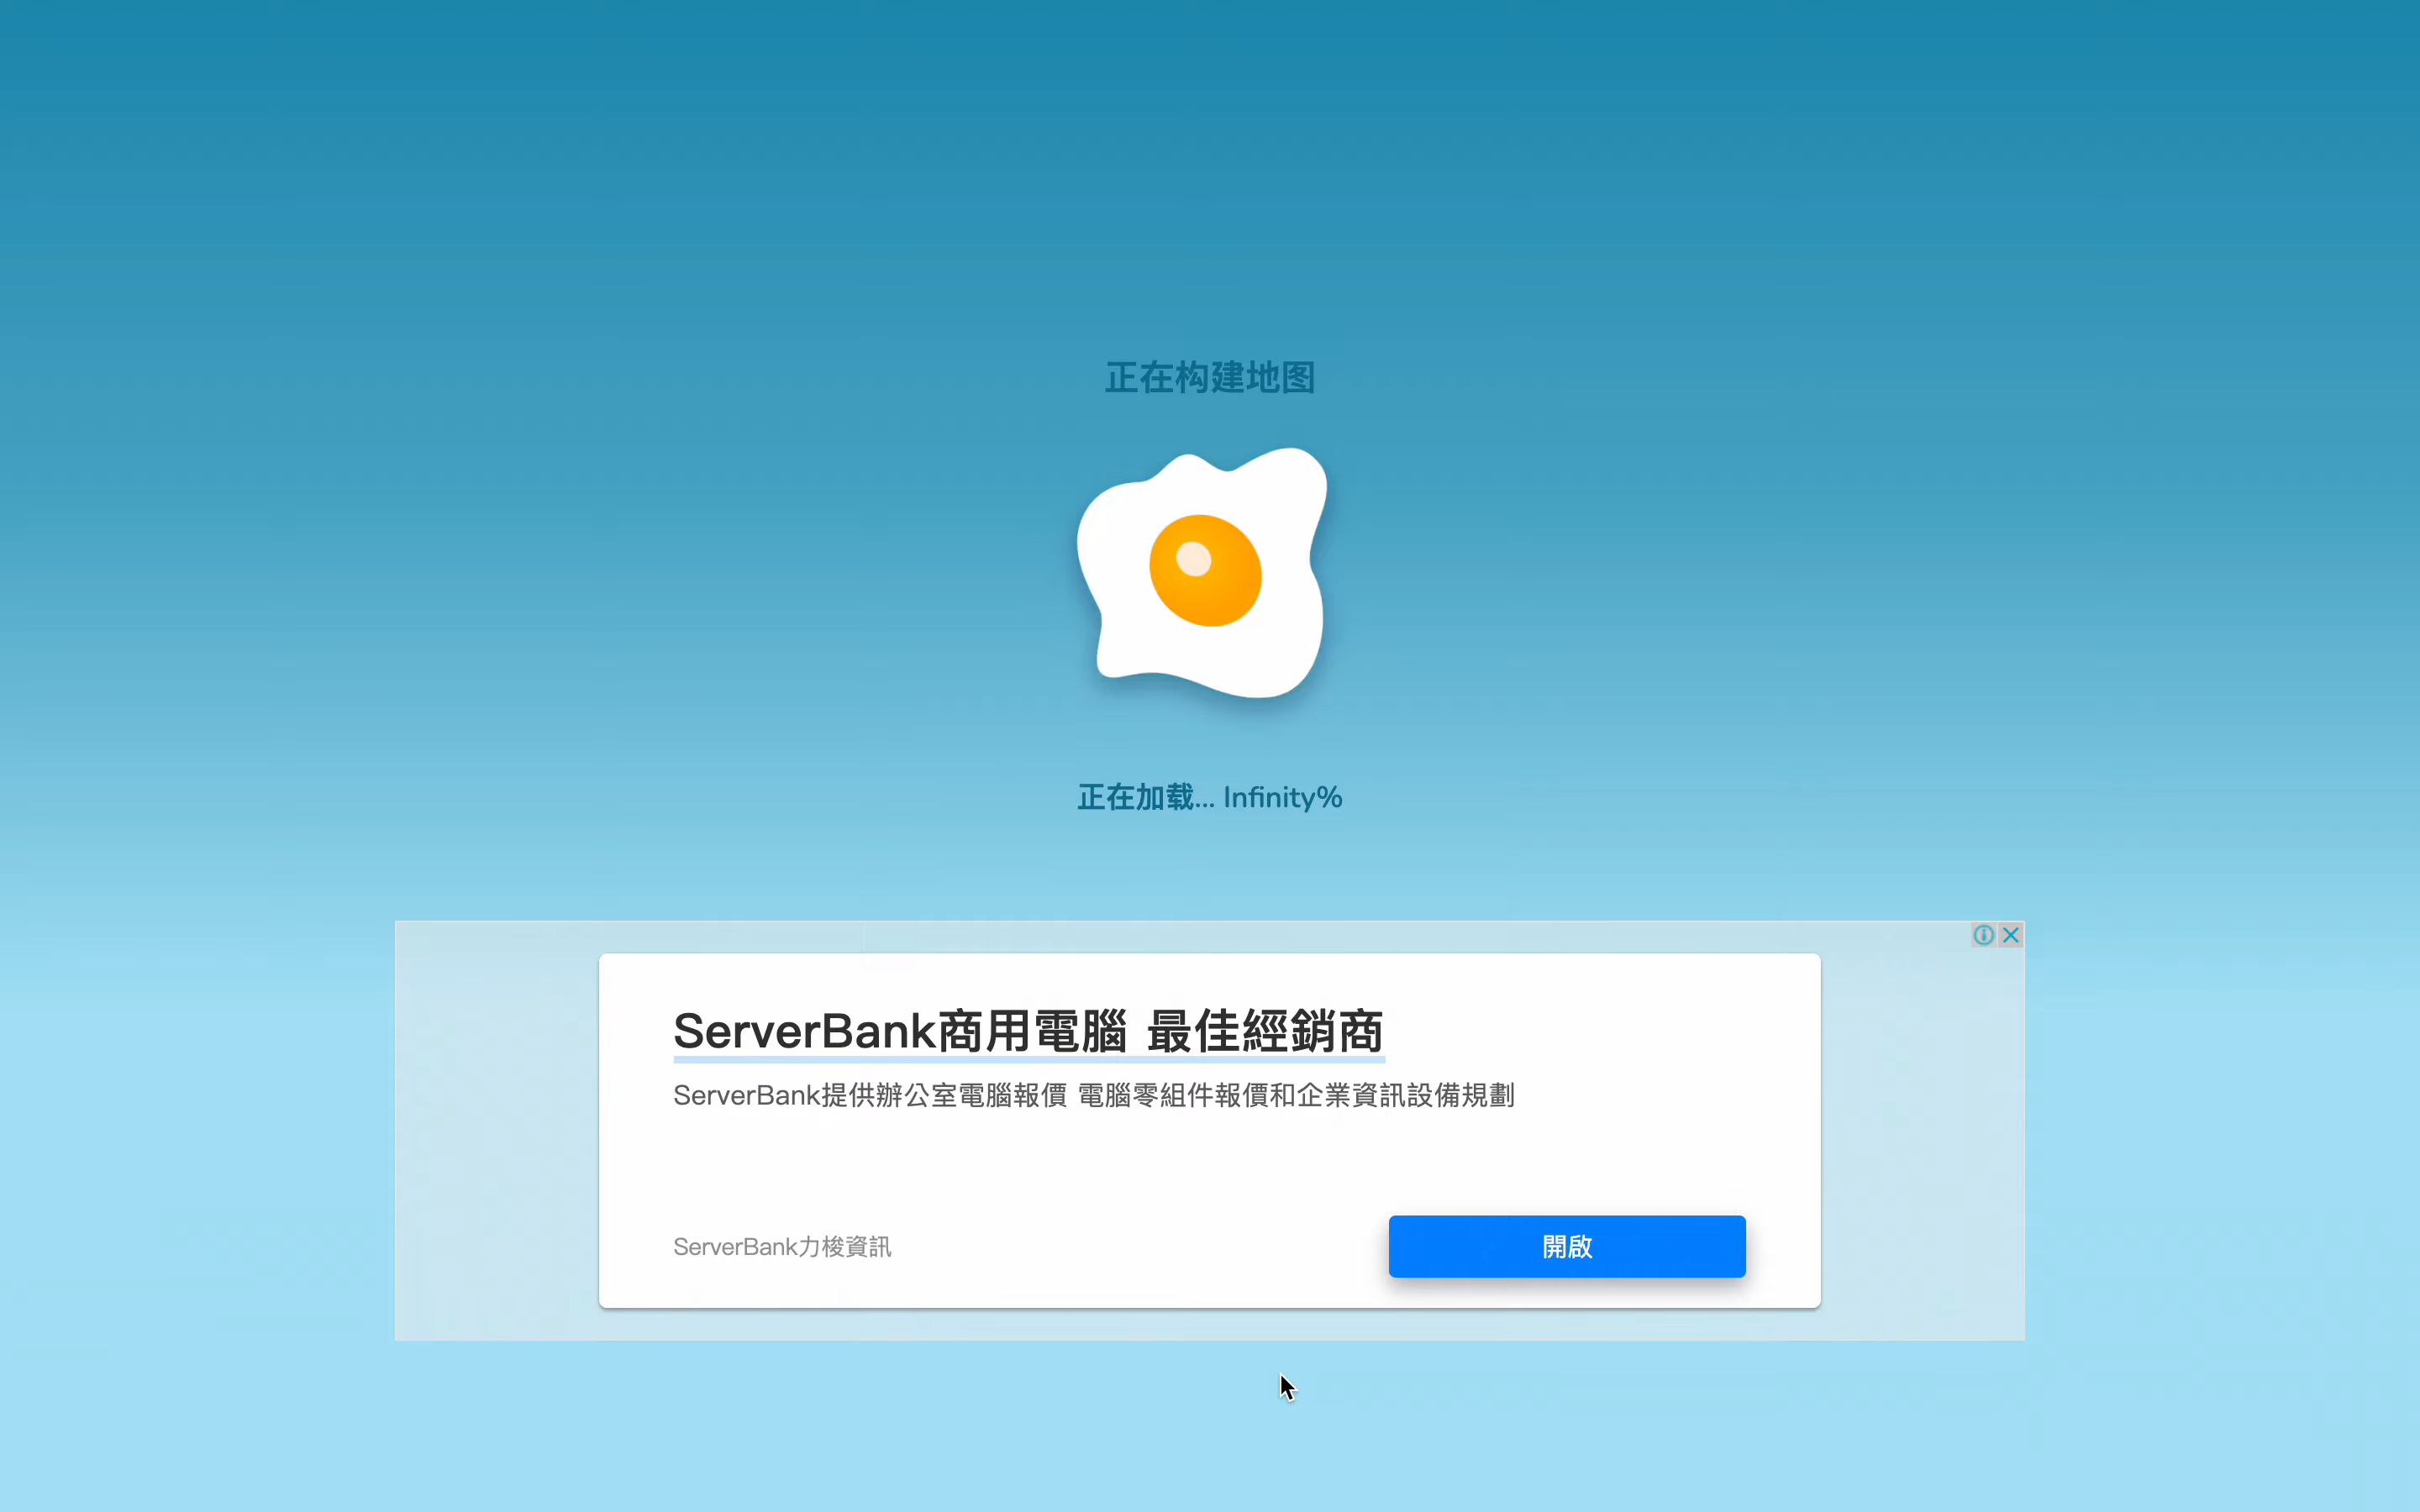 正在构建地图
正在加载... Infinity%
ServerBank商用電腦 最佳經銷商
ServerBank提供辦公室電腦報價 電腦零組件報價和企業資訊設備規劃
ServerBank力梭資訊
開啟